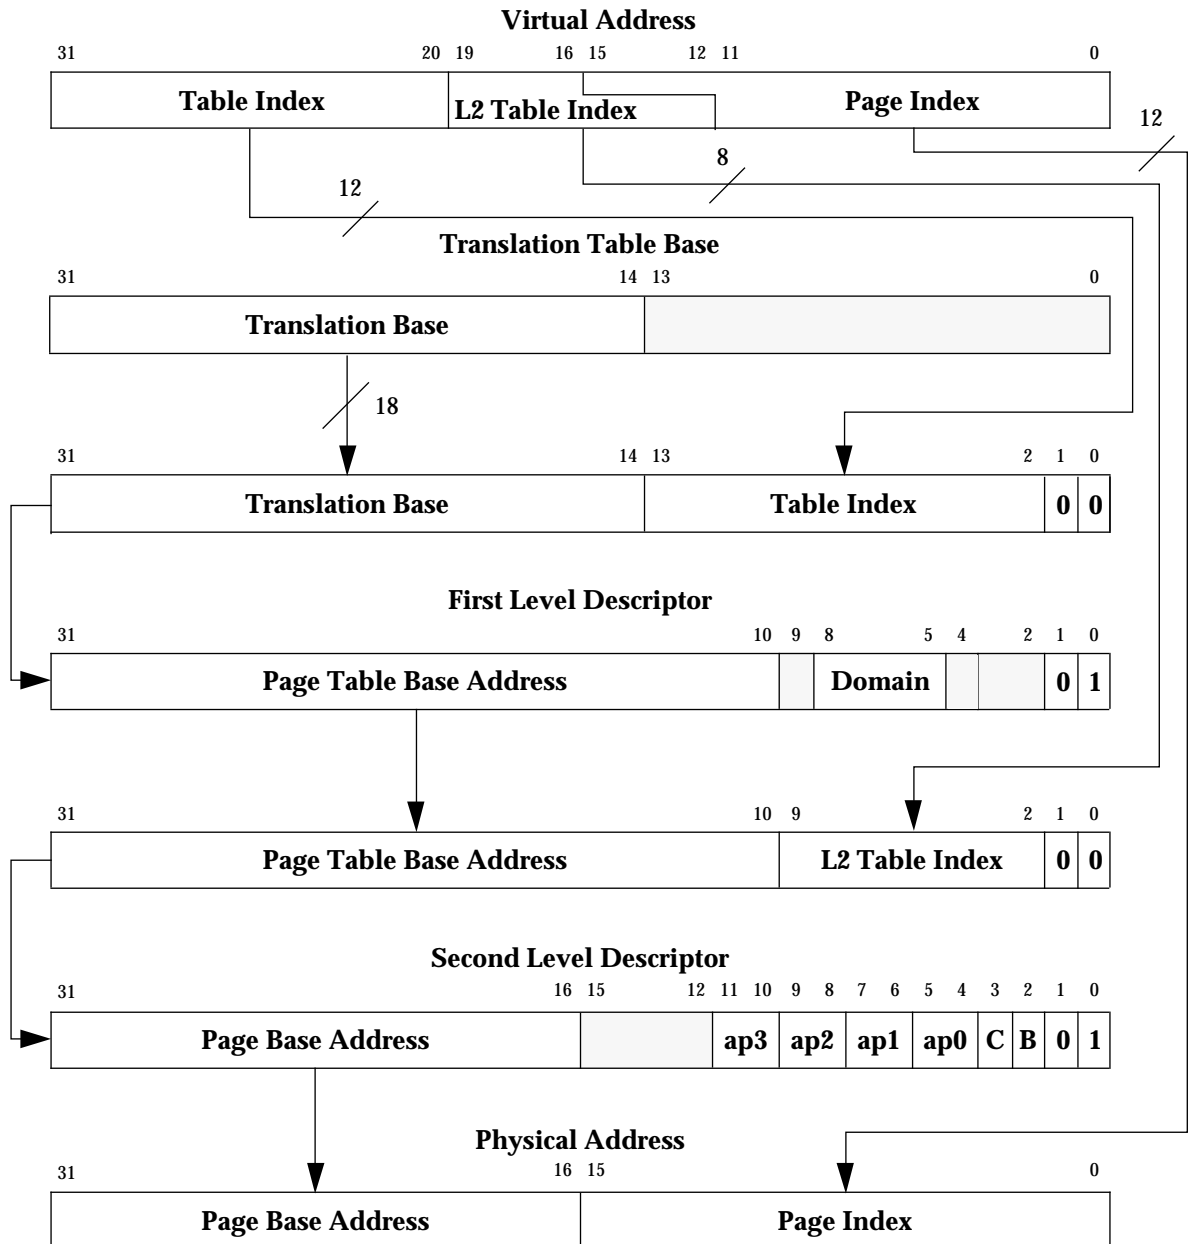 Virtual Address
31 20 19 16 15 12 11 0
Table Index L2 Table Index Page Index
12
8
12
Translation Table Base
31 14 13 0
Translation Base
18
31 14 13 2 1 0
Translation Base Table Index 0 0
First Level Descriptor
31 10 9 8 5 4 2 1 0
Page Table Base Address Domain 0 1
31 10 9 2 1 0
Page Table Base Address L2 Table Index 0 0
Second Level Descriptor
31 16 15 12 11 10 9 8 7 6 5 4 3 2 1 0
Page Base Address ap3 ap2 ap1 ap0 C B 0 1
Physical Address
31 16 15 0
Page Base Address Page Index